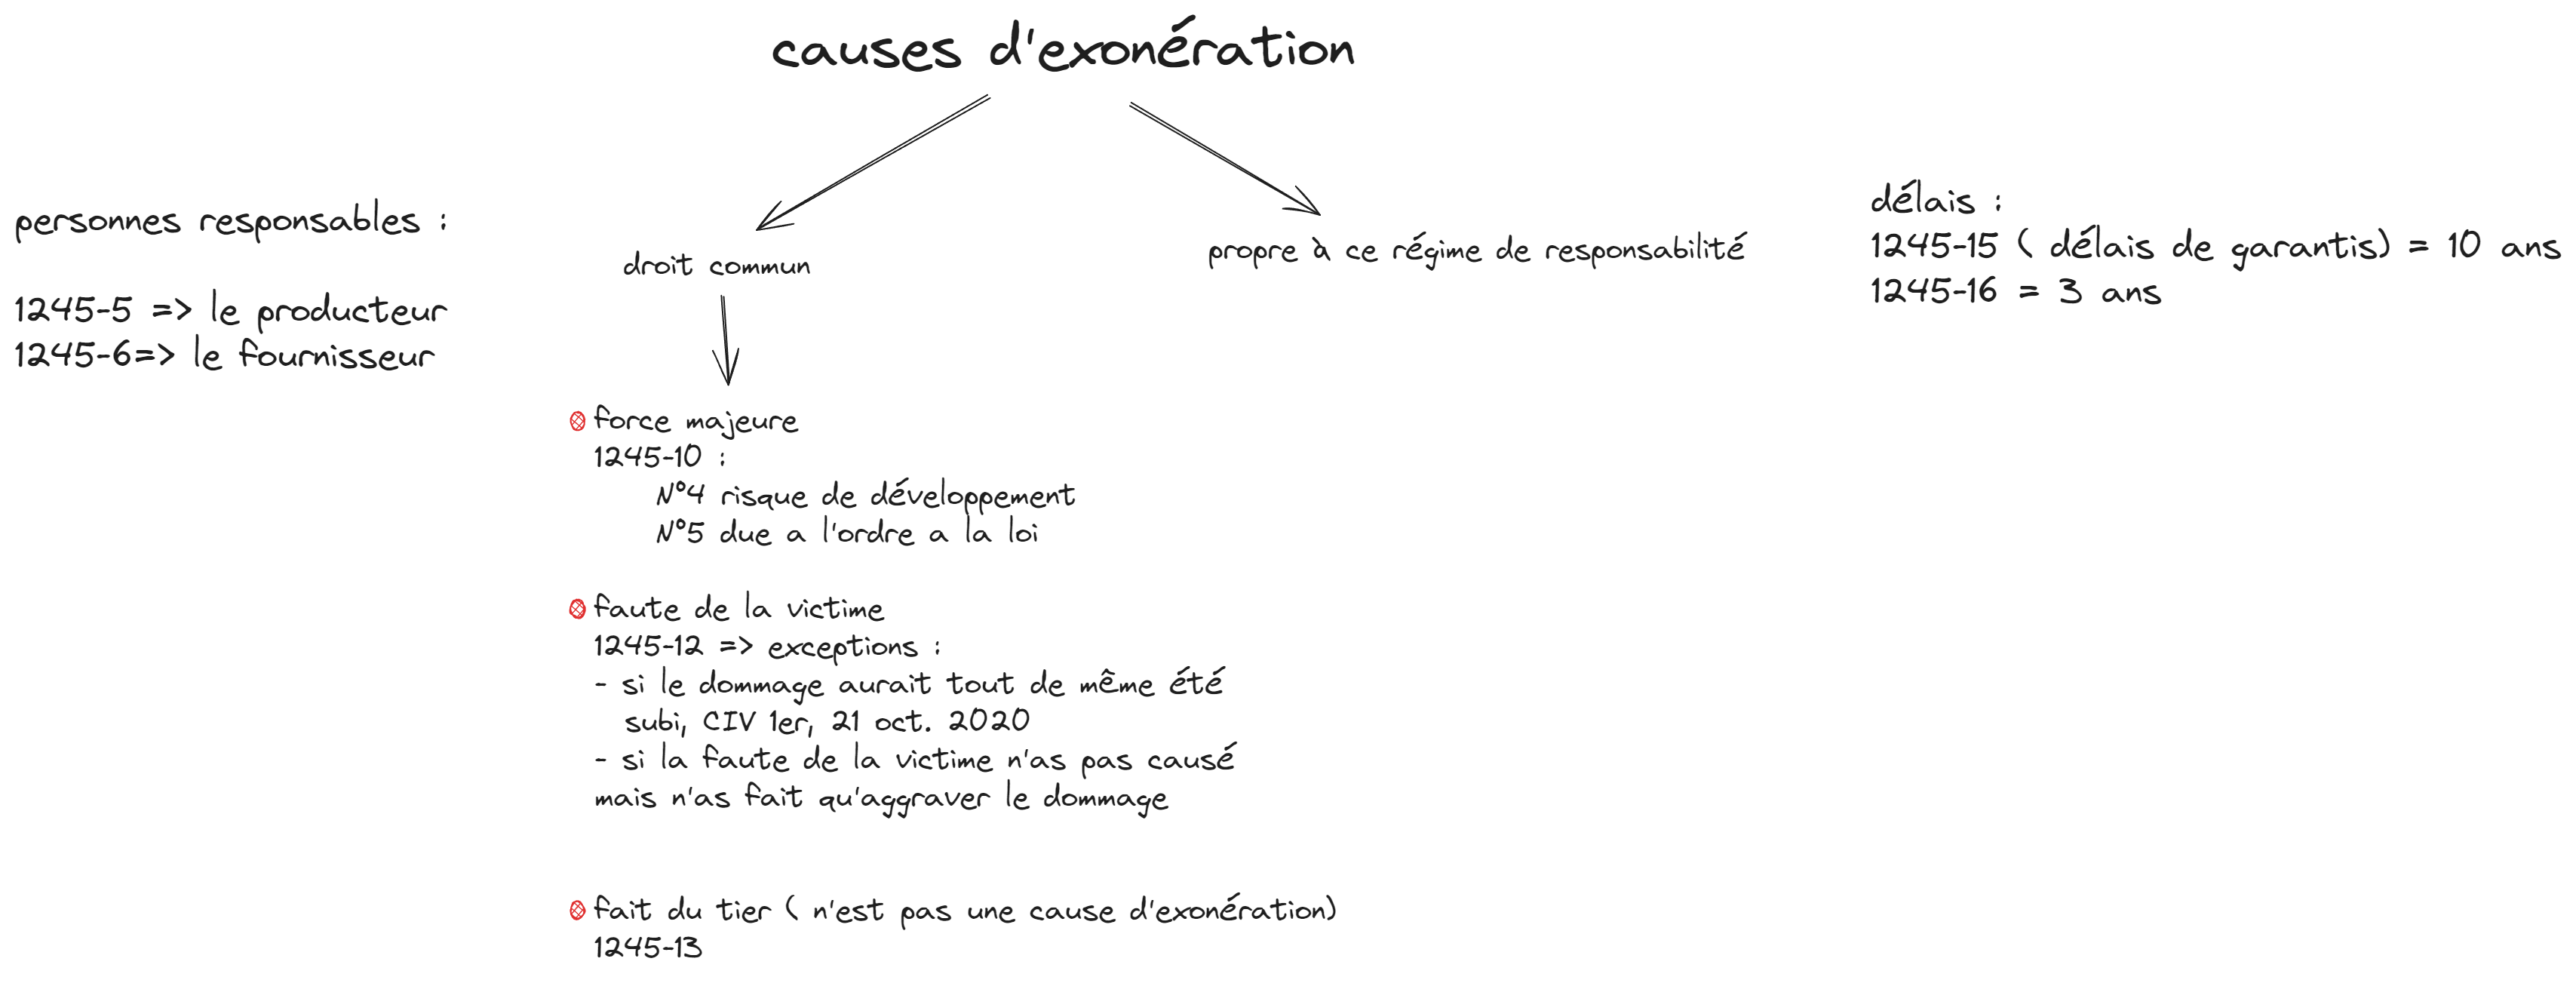 causes d'exonération
personnes responsables :
1245-5 => le producteur
1245-6=> le fournisseur
droit commun
force majeure
1245-10 :
N°4 risque de développement
N°5 due a l'ordre a la loi
faute de la victime
1245-12 => exceptions :
- si le dommage aurait tout de même été
subi, CIV 1er, 21 oct. 2020
- si la faute de la victime n'as pas causé
mais n'as fait qu'aggraver le dommage
fait du tier ( n'est pas une cause d'exonération)
1245-13
propre à ce régime de responsabilité
délais :
1245-15 ( délais de garantis) = 10 ans
1245-16 = 3 ans